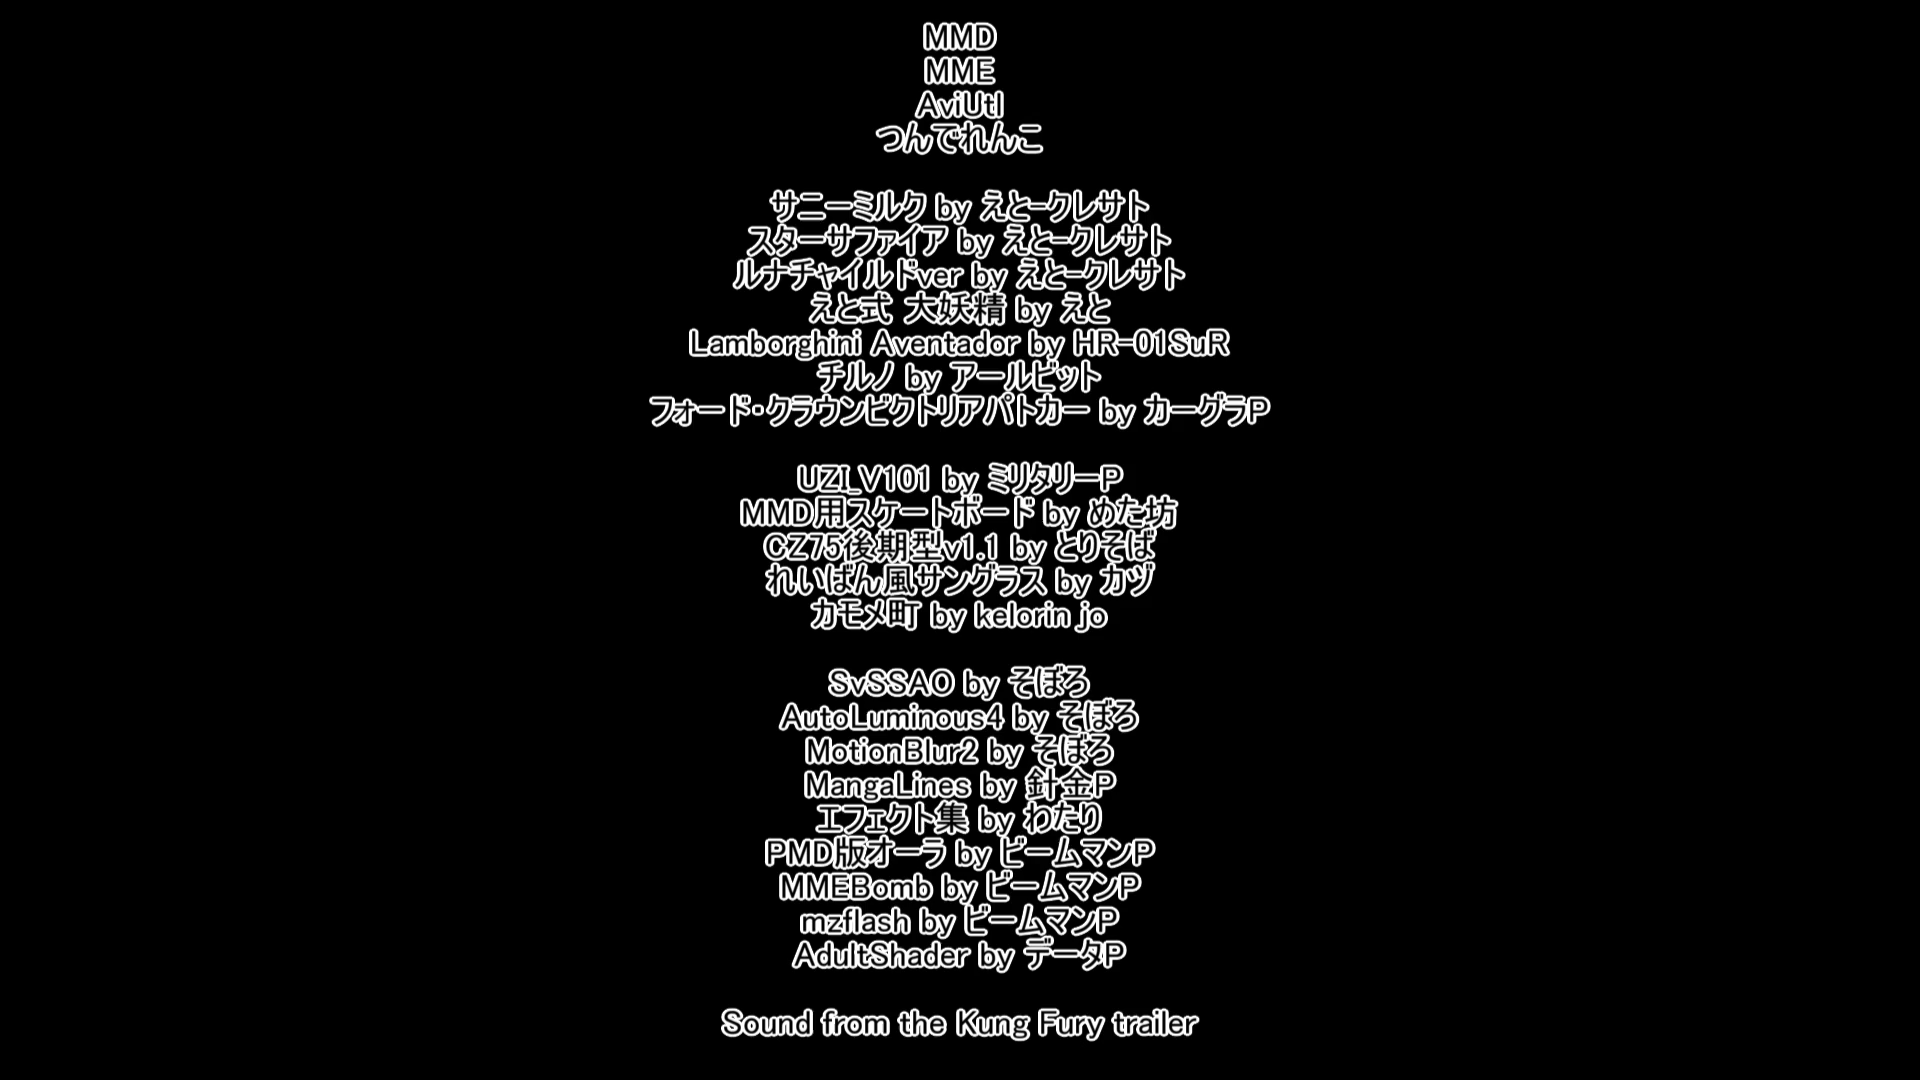 MMD
MME
AviUtl
つんでれんこ
サニーミルク by えとークレサト
スターサファイア by えとークレサト
ルナチャイルドver by えとークレサト
えと式 大妖精 by えと
Lamborghini Aventador by HR-01SuR
チルノ by アールビット
フォード・クラウンビクトリアパトカー by カーグラP
UZI_V101 by ミリタリーP
MMD用スケートボード by めた坊
CZ75後期型v1.1 by とりそば
れいばん風サングラス by カヅ
カモメ町 by kelorin jo
SvSSAO by そぼろ
AutoLuminous4 by そぼろ
MotionBlur2 by そぼろ
MangaLines by 針金P
エフェクト集 by わたり
PMD版オーラ by ビームマンP
MMEBomb by ビームマンP
mzflash by ビームマンP
AdultShader by データP
Sound from the Kung Fury trailer